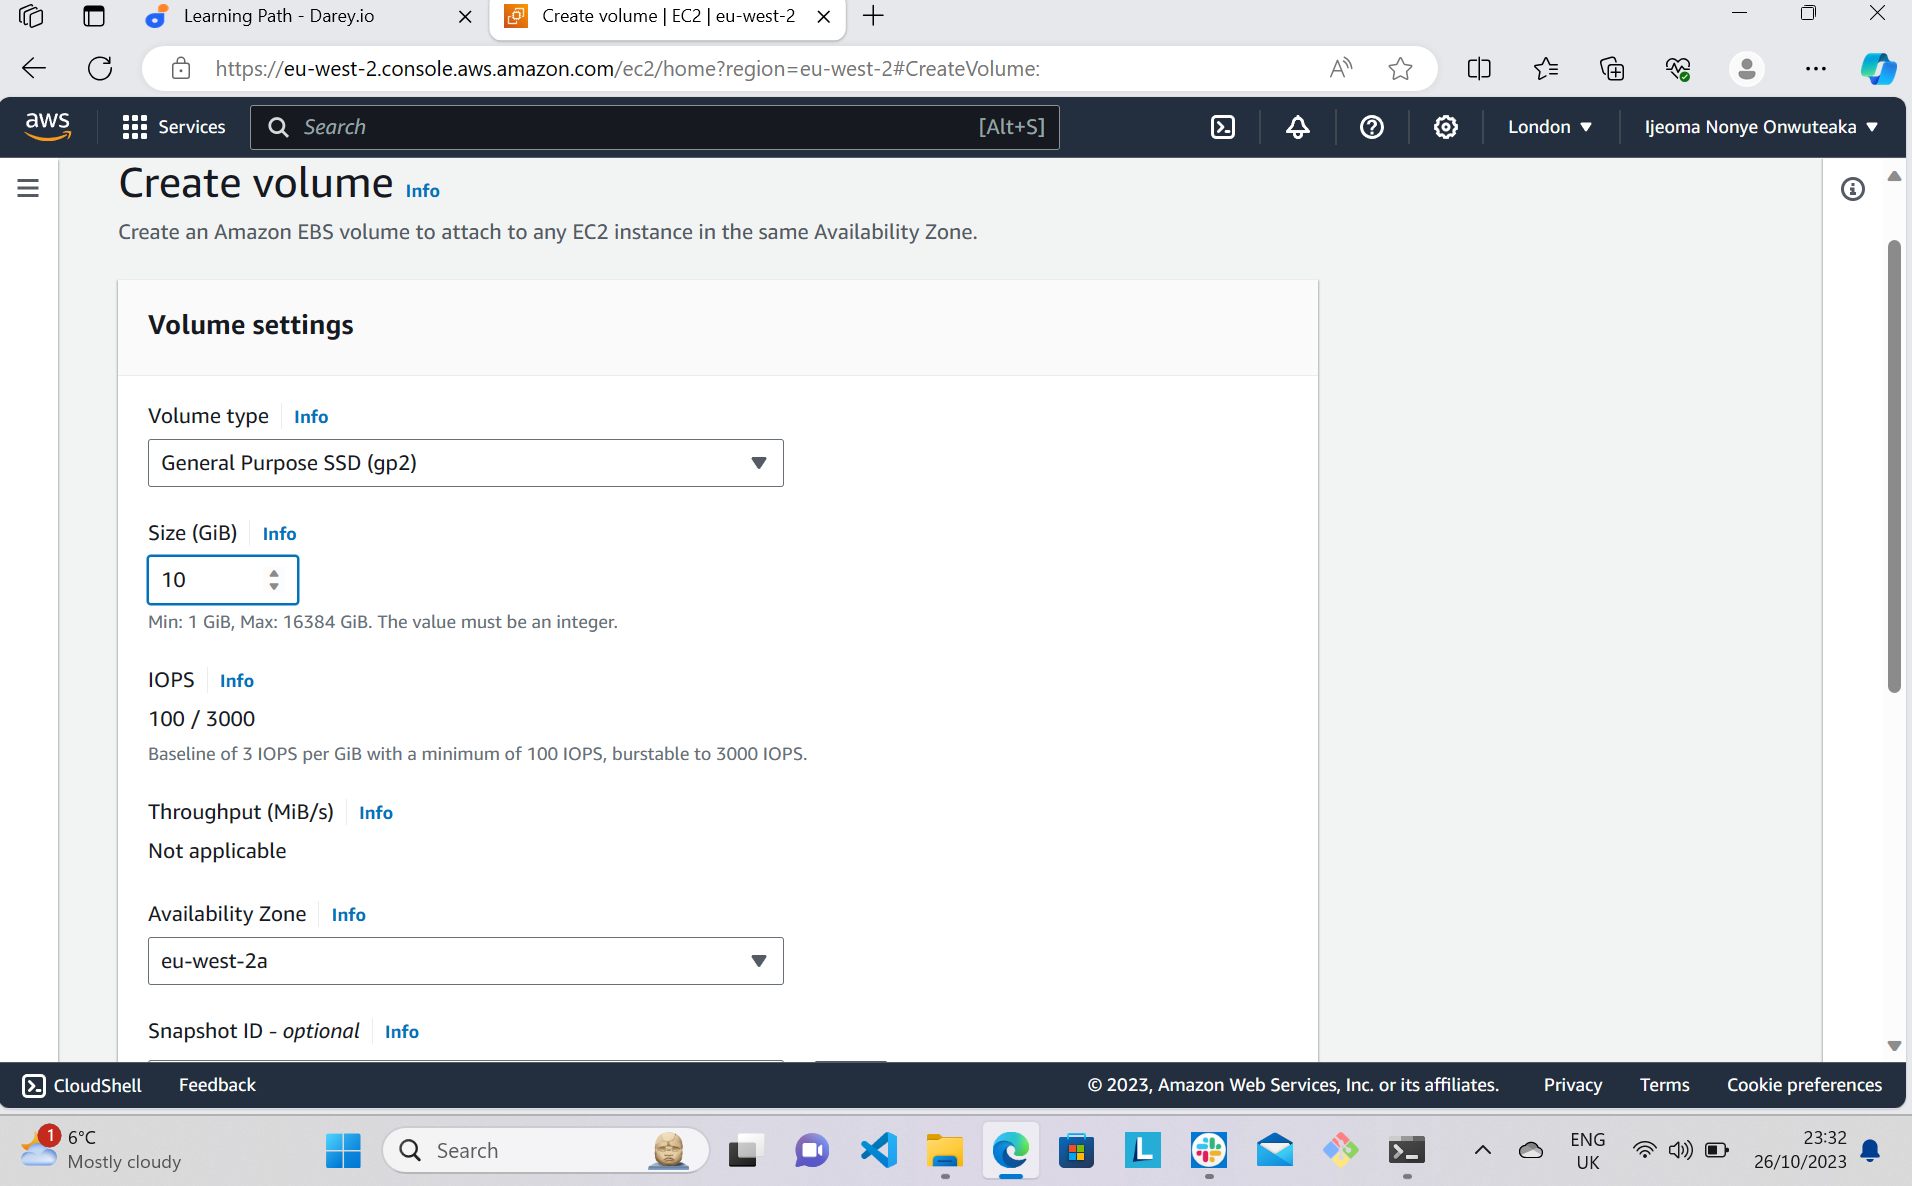 Learning Path - Darey.io
Create volume | EC2 | eu-west-2
https://eu-west-2.console.aws.amazon.com/ec2/home?region=eu-west-2#CreateVolume:
aws
Services
Search
[Alt+S]
London
Ijeoma Nonye Onwuteaka
Create volume Info
Create an Amazon EBS volume to attach to any EC2 instance in the same Availability Zone.
Volume settings
Volume type Info
General Purpose SSD (gp2)
Size (GiB) Info
10
Min: 1 GiB, Max: 16384 GiB. The value must be an integer.
IOPS Info
100 / 3000
Baseline of 3 IOPS per GiB with a minimum of 100 IOPS, burstable to 3000 IOPS.
Throughput (MiB/s) Info
Not applicable
Availability Zone Info
eu-west-2a
Snapshot ID - optional Info
CloudShell
Feedback
© 2023, Amazon Web Services, Inc. or its affiliates.
Privacy
Terms
Cookie preferences
1
6°C
Mostly cloudy
Search
L
ENG
UK
23:32
26/10/2023